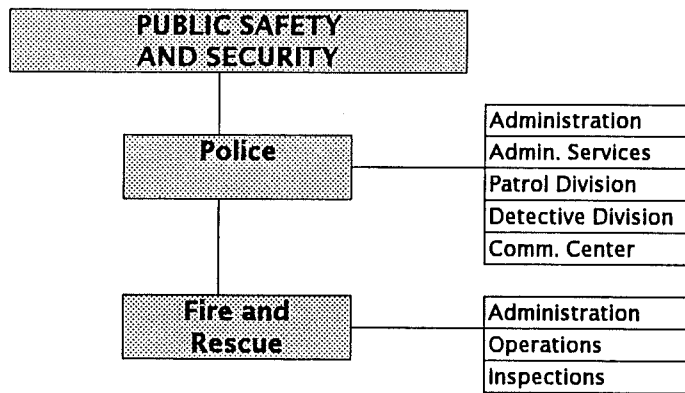 PUBLIC SAFETY
AND SECURITY
Police
Administration
Admin. Services
Patrol Division
Detective Division
Comm. Center
Fire and
Rescue
Administration
Operations
Inspections